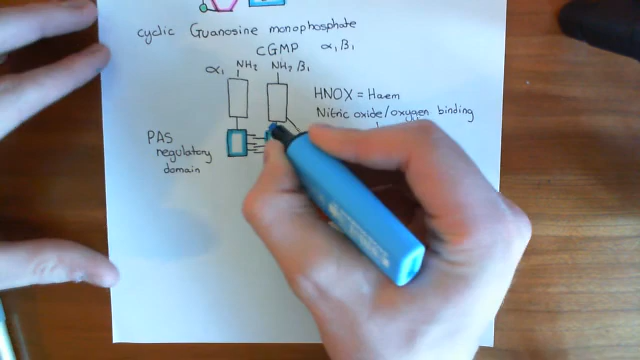 cyclic Guanosine monophosphate
CGMP α1 β1
α1 NH2 NH2 β1
HNOX = Haem
Nitric oxide/oxygen binding
PAS
regulatory
domain